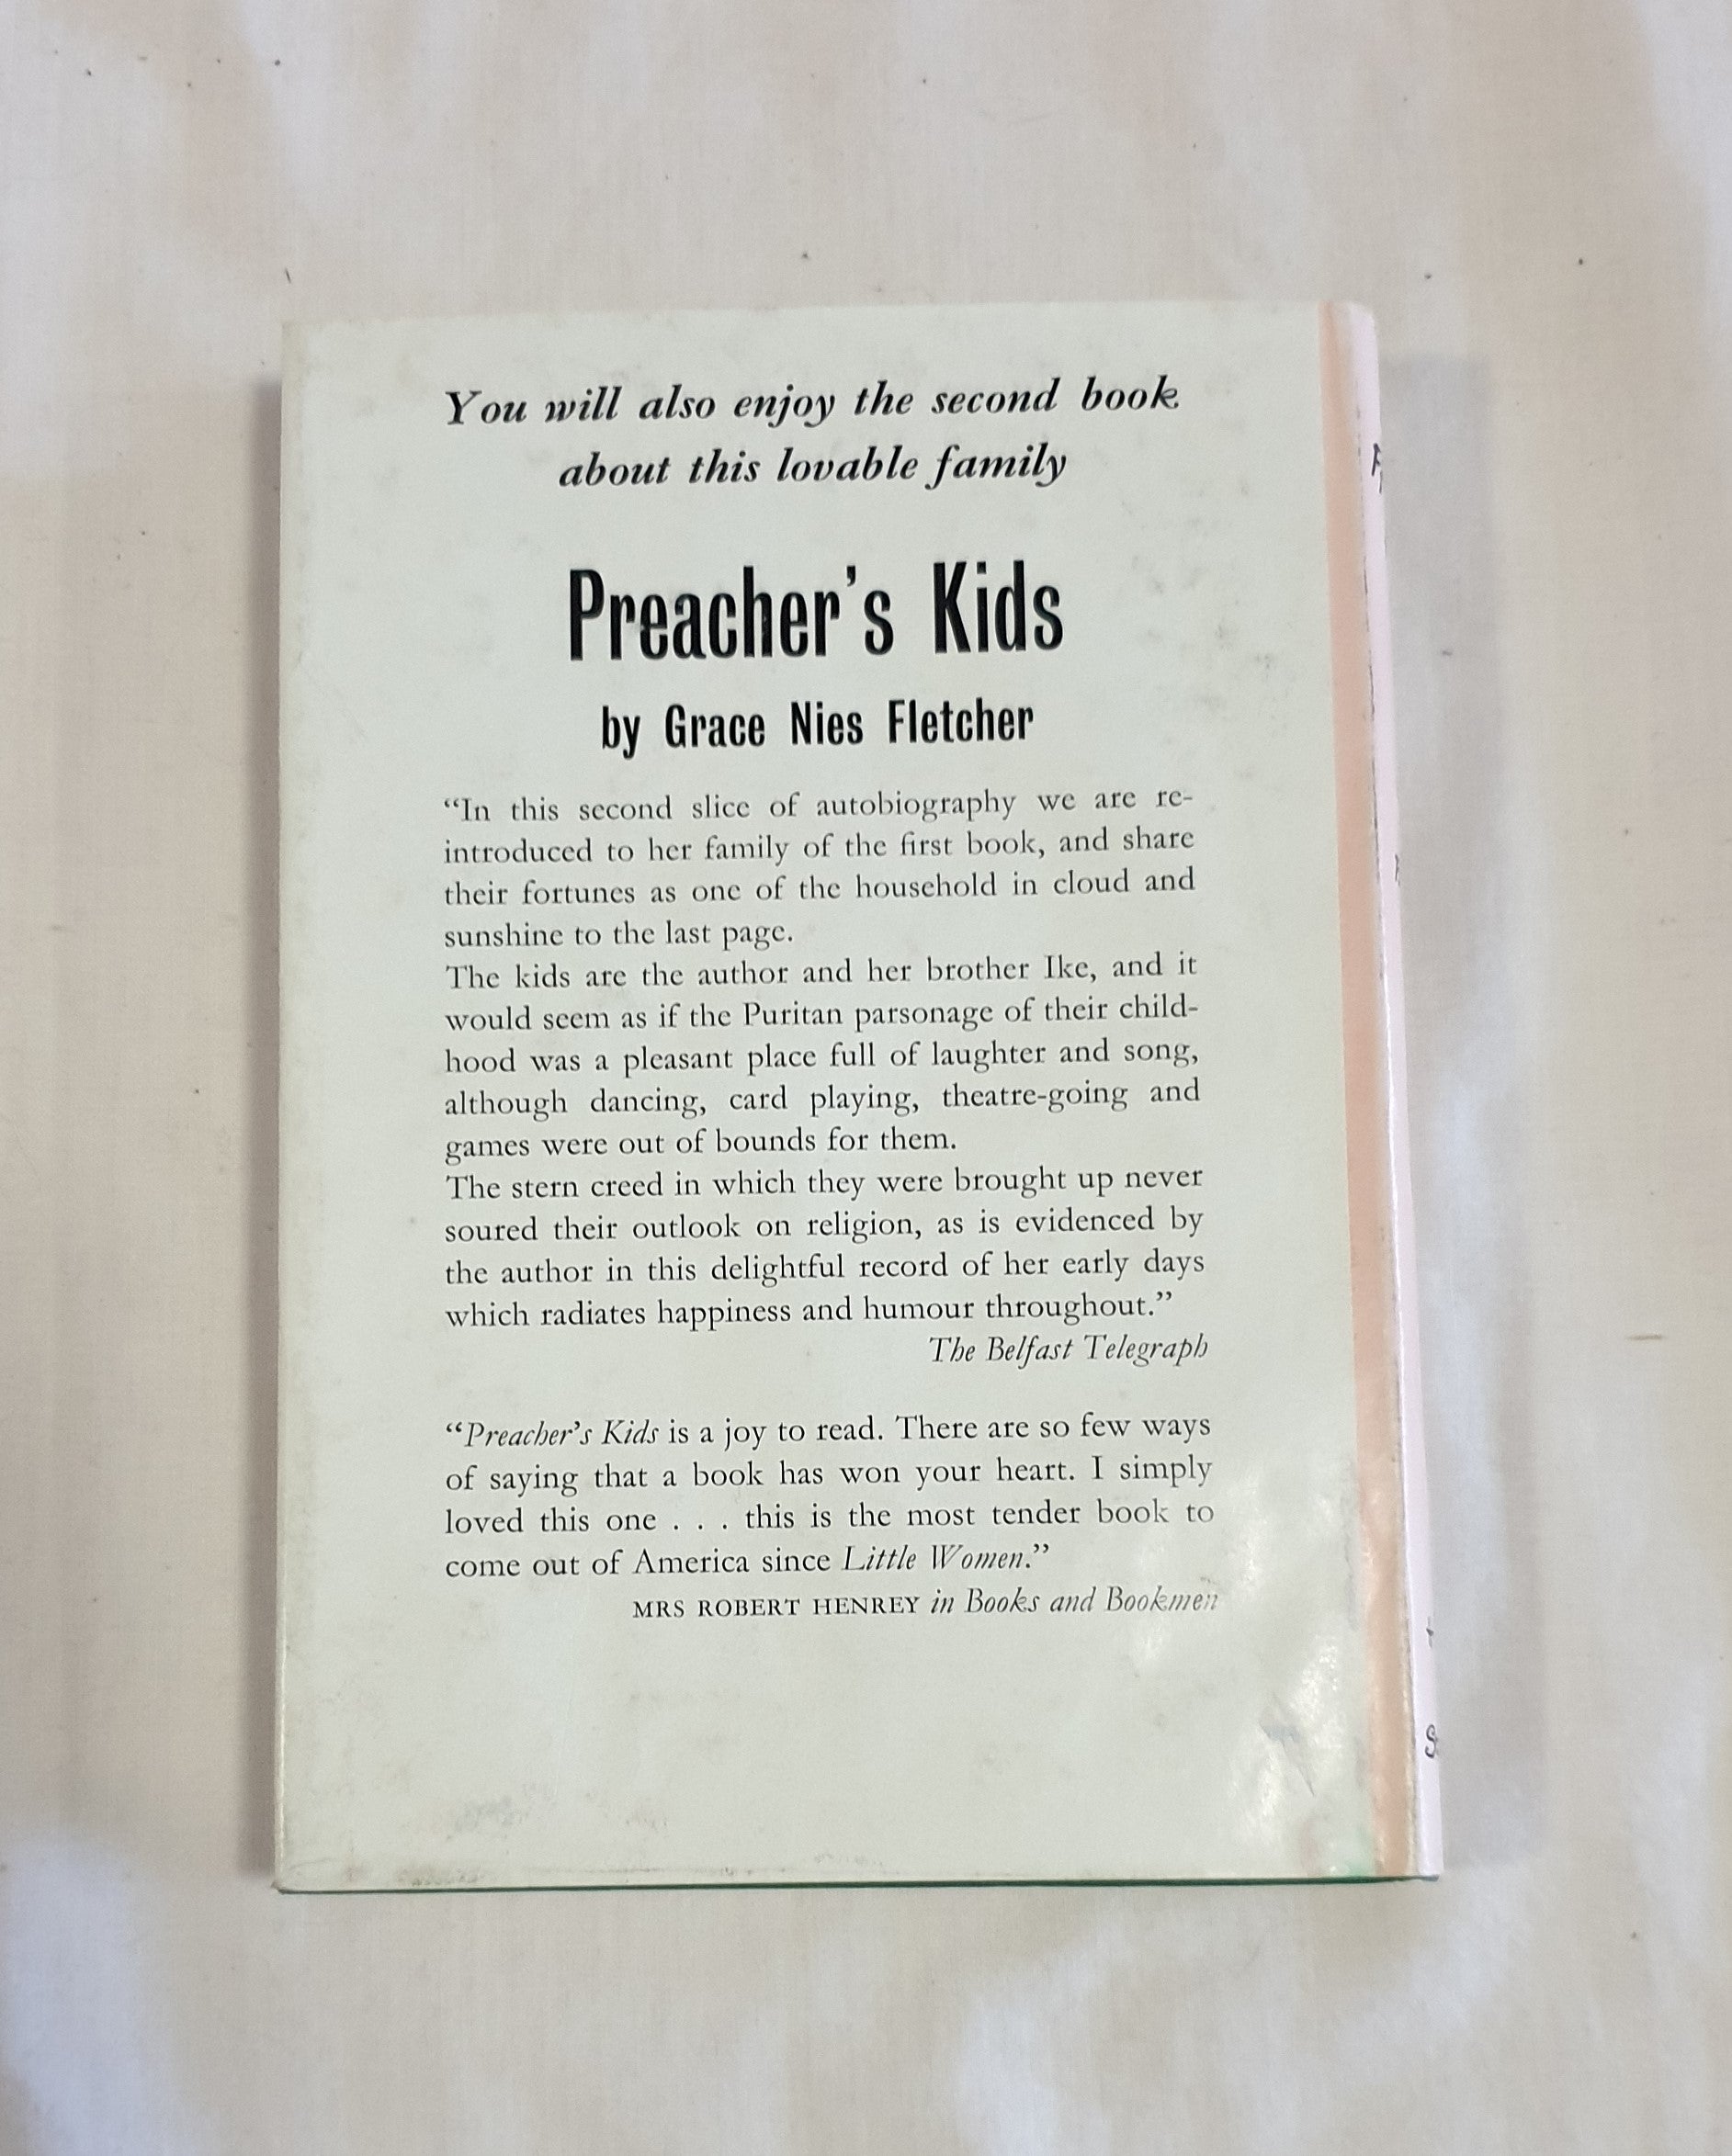 You will also enjoy the second book
about this lovable family
Preacher’s Kids
by Grace Nies Fletcher
“In this second slice of autobiography we are re-
introduced to her family of the first book, and share
their fortunes as one of the household in cloud and
sunshine to the last page.
The kids are the author and her brother Ike, and it
would seem as if the Puritan parsonage of their child-
hood was a pleasant place full of laughter and song,
although dancing, card playing, theatre-going and
games were out of bounds for them.
The stern creed in which they were brought up never
soured their outlook on religion, as is evidenced by
the author in this delightful record of her early days
which radiates happiness and humour throughout.”
The Belfast Telegraph
“Preacher’s Kids is a joy to read. There are so few ways
of saying that a book has won your heart. I simply
loved this one . . . this is the most tender book to
come out of America since Little Women.”
MRS ROBERT HENREY in Books and Bookmen